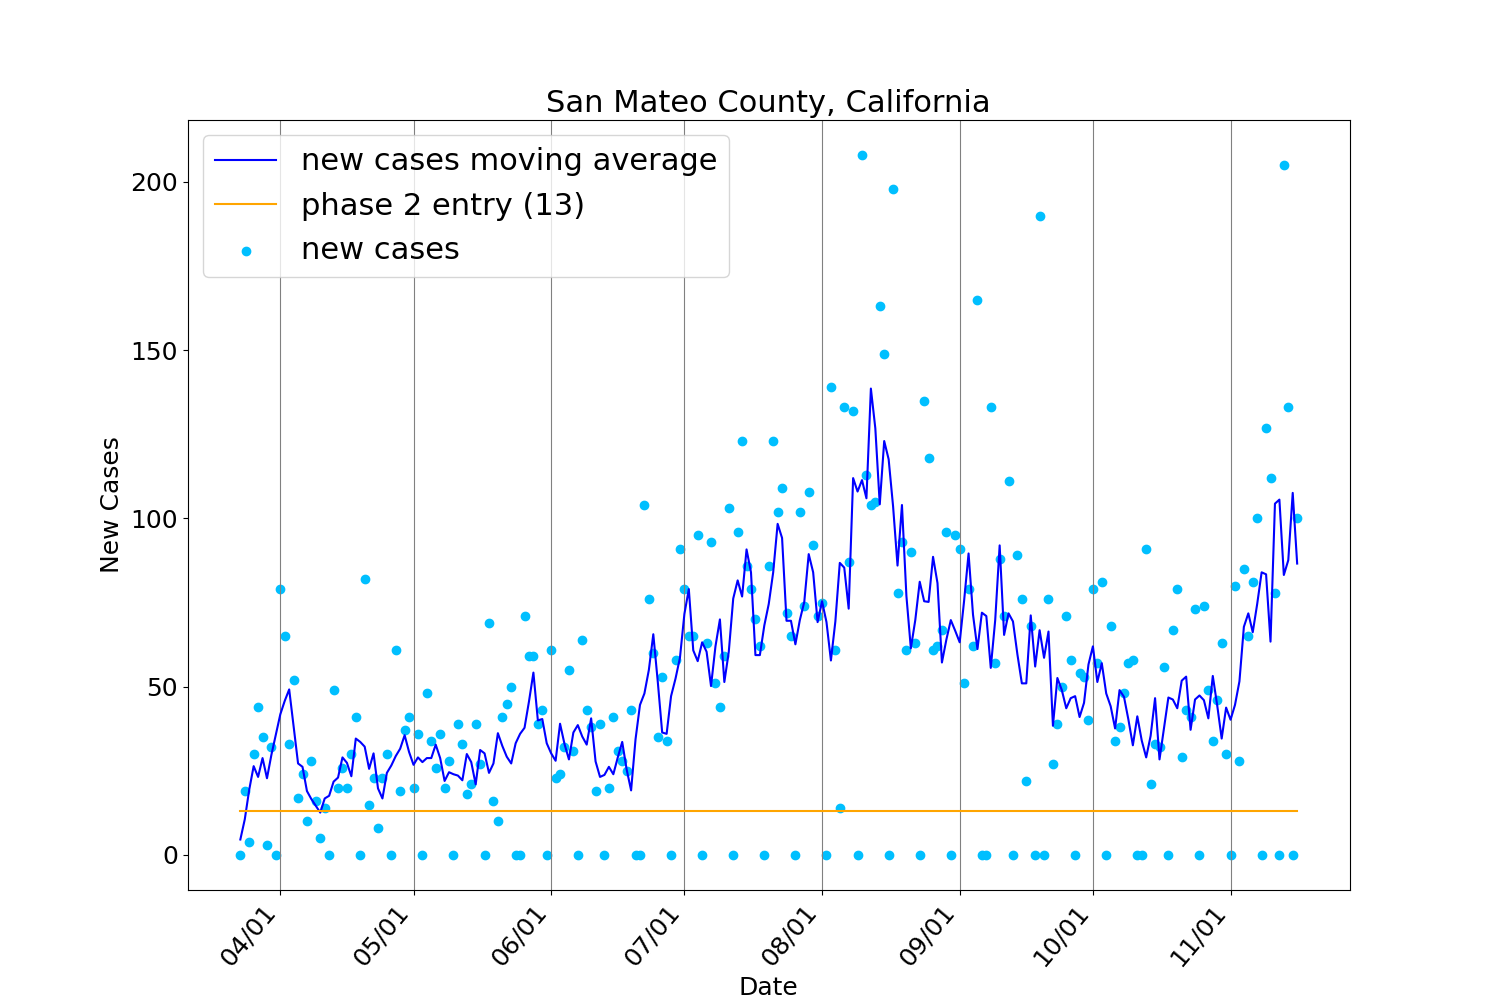 San Mateo County, California
new cases moving average
phase 2 entry (13)
new cases
New Cases
200
150
100
50
0
04/01
05/01
06/01
07/01
08/01
09/01
10/01
11/01
Date